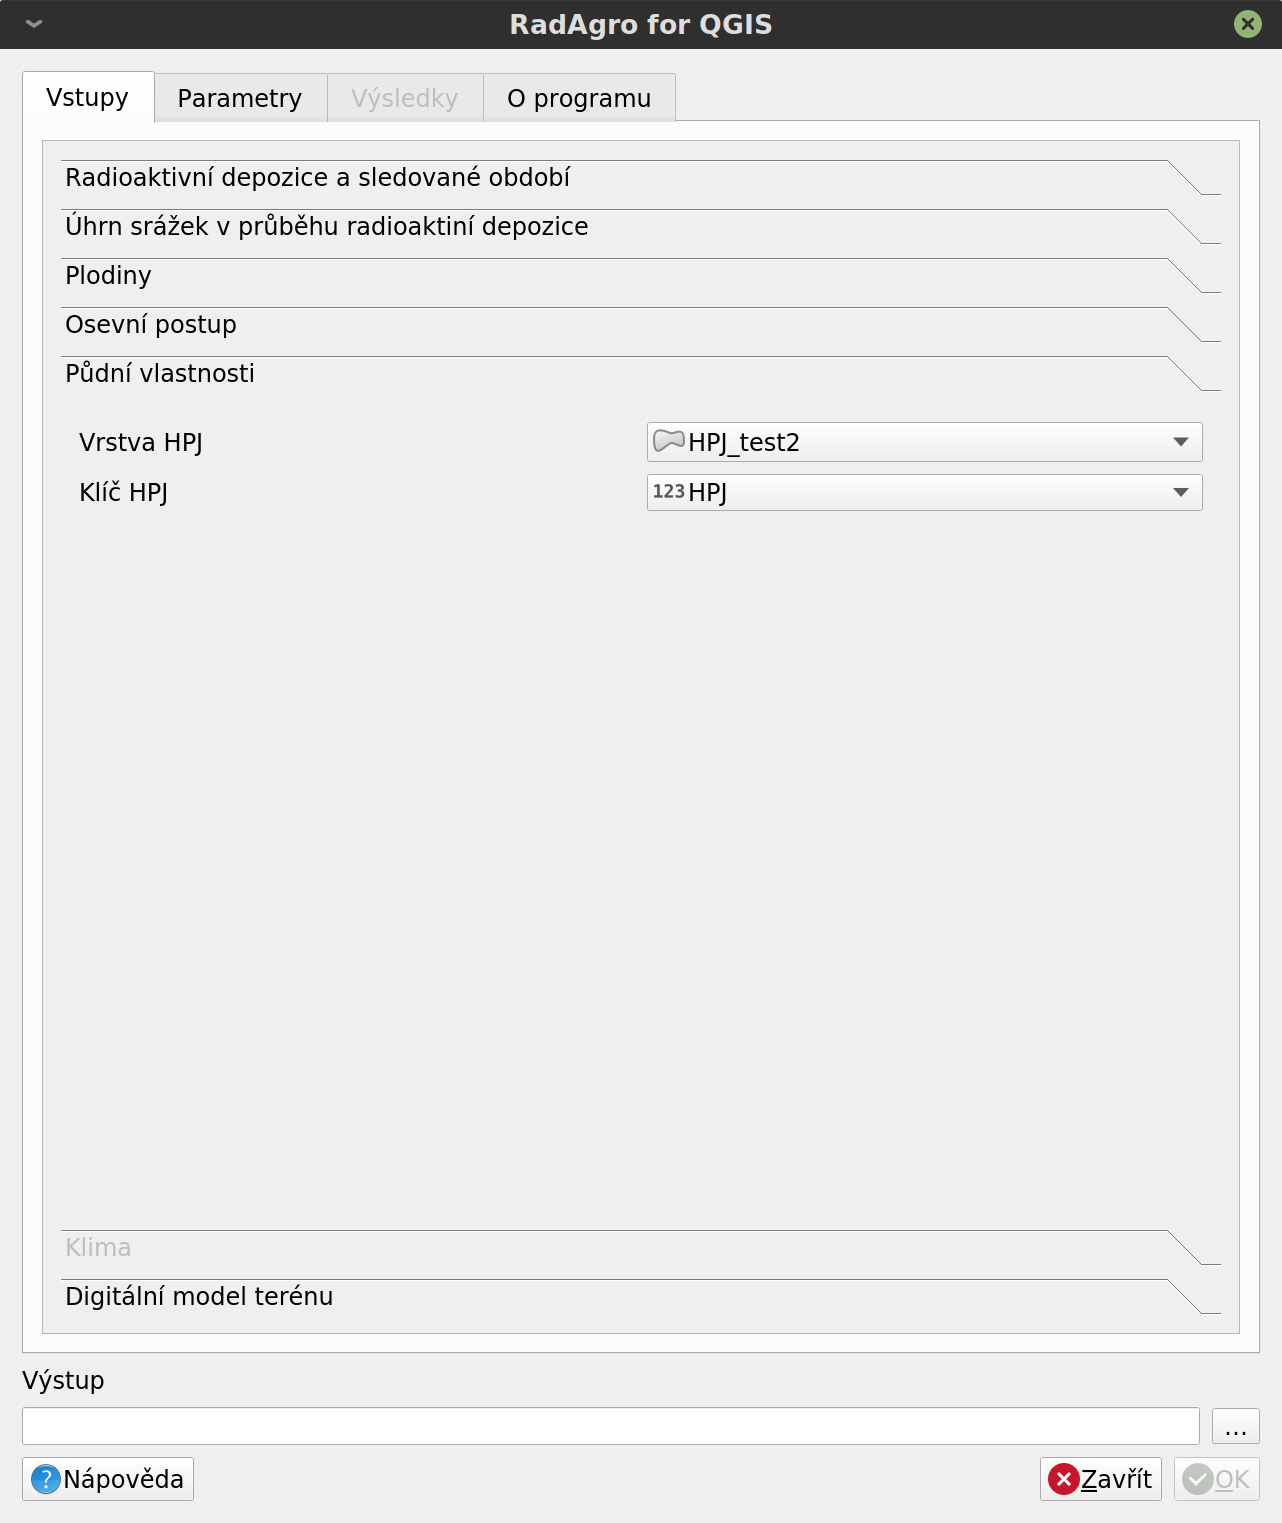 RadAgro for QGIS
Vstupy Parametry Výsledky O programu
Radioaktivní depozice a sledované období
Úhrn srážek v průběhu radioaktiní depozice
Plodiny
Osevní postup
Půdní vlastnosti
Vrstva HPJ HPJ_test2
Klíč HPJ 123 HPJ
Klima
Digitální model terénu
Výstup
...
Nápověda Zavřít OK